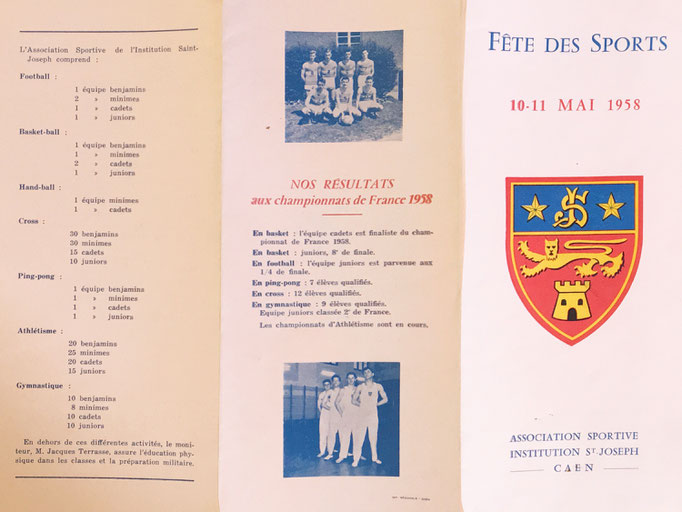 L'Association Sportive de l'Institution Saint-
Joseph comprend :
Football :
1 équipe benjamins
2 » minimes
1 » cadets
1 » juniors
Basket-ball :
1 équipe benjamins
1 » minimes
2 » cadets
1 » juniors
Hand-ball :
1 équipe minimes
1 » cadets
Cross :
30 benjamins
30 minimes
15 cadets
10 juniors
Ping-pong :
1 équipe benjamins
1 » minimes
1 » cadets
1 » juniors
Athlétisme :
20 benjamins
25 minimes
20 cadets
15 juniors
Gymnastique :
10 benjamins
8 minimes
10 cadets
10 juniors
En dehors de ces différentes activités, le moni-
teur, M. Jacques Terrasse, assure l'éducation phy-
sique dans les classes et la préparation militaire.
NOS RÉSULTATS
aux championnats de France 1958
En basket : l'équipe cadets est finaliste du cham-
pionnat de France 1958.
En basket : juniors, 8e de finale.
En football : l'équipe juniors est parvenue aux
1/4 de finale.
En ping-pong : 7 élèves qualifiés.
En cross : 12 élèves qualifiés.
En gymnastique : 9 élèves qualifiés.
Equipe juniors classée 2e de France.
Les championnats d'Athlétisme sont en cours.
FÊTE DES SPORTS
10-11 MAI 1958
SJ
ASSOCIATION SPORTIVE
INSTITUTION ST-JOSEPH
CAEN